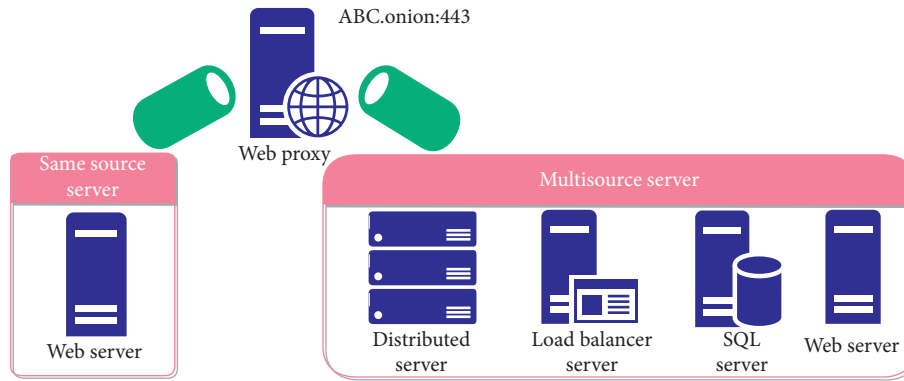 ABC.onion:443
Web proxy
Same source
server
Multisource server
Web server
Distributed
server
Load balancer
server
SQL
server
Web server